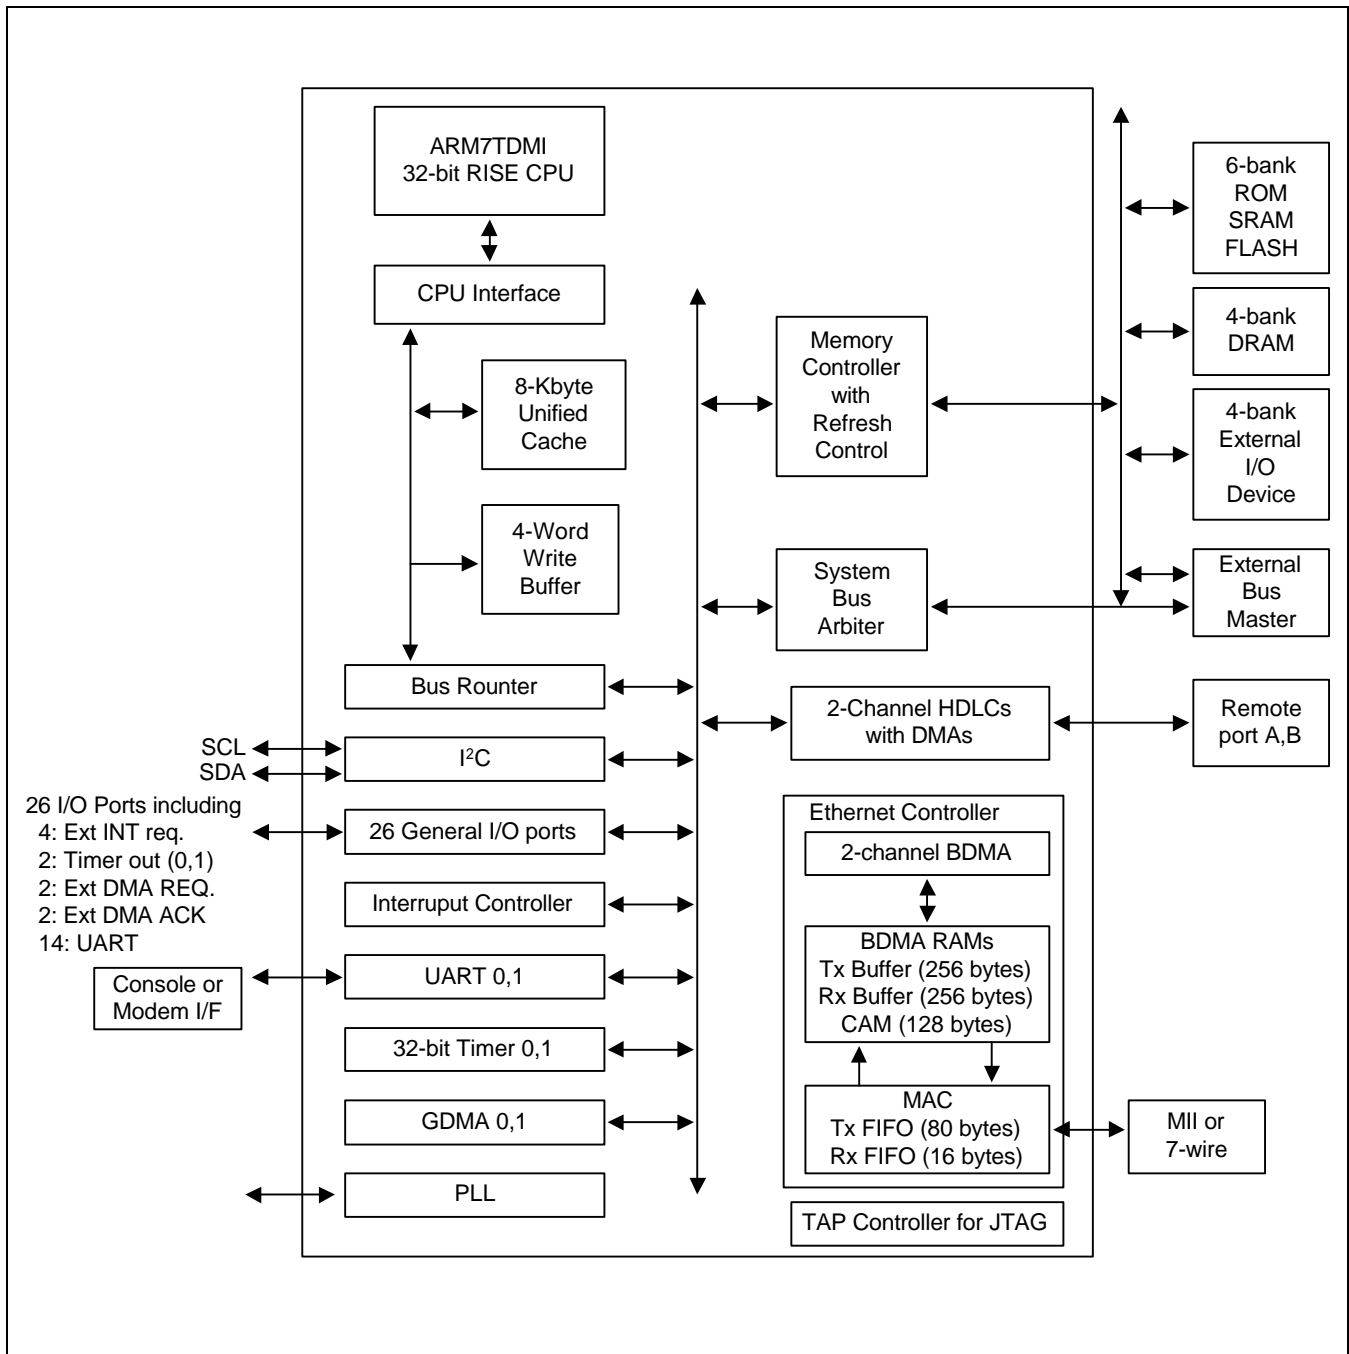 ARM7TDMI
32-bit RISE CPU
CPU Interface
8-Kbyte
Unified
Cache
4-Word
Write
Buffer
Bus Rounter
SCL
SDA
I²C
26 I/O Ports including
4: Ext INT req.
2: Timer out (0,1)
2: Ext DMA REQ.
2: Ext DMA ACK
14: UART
26 General I/O ports
Interruput Controller
Console or
Modem I/F
UART 0,1
32-bit Timer 0,1
GDMA 0,1
PLL
Memory
Controller
with
Refresh
Control
System
Bus
Arbiter
2-Channel HDLCs
with DMAs
Ethernet Controller
2-channel BDMA
BDMA RAMs
Tx Buffer (256 bytes)
Rx Buffer (256 bytes)
CAM (128 bytes)
MAC
Tx FIFO (80 bytes)
Rx FIFO (16 bytes)
TAP Controller for JTAG
6-bank
ROM
SRAM
FLASH
4-bank
DRAM
4-bank
External
I/O
Device
External
Bus
Master
Remote
port A,B
MII or
7-wire